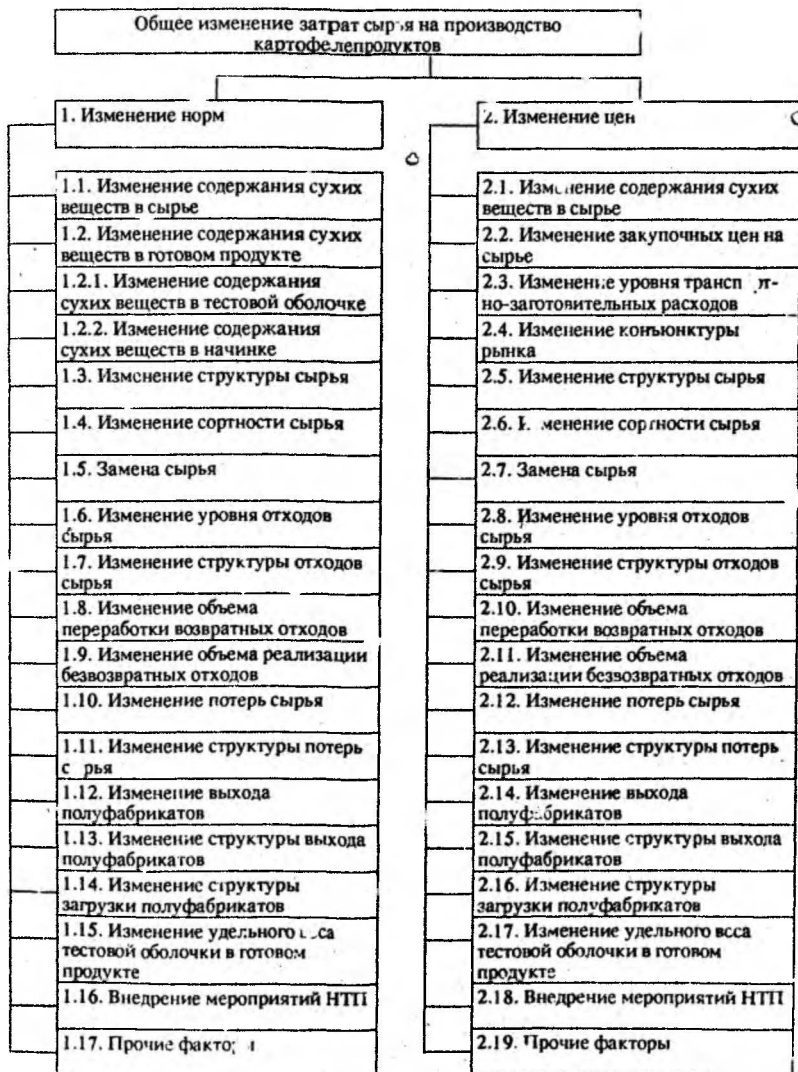 Общее изменение затрат сырья на производство
картофелепродуктов
1. Изменение норм
1.1. Изменение содержания сухих
веществ в сырье
1.2. Изменение содержания сухих
веществ в готовом продукте
1.2.1. Изменение содержания
сухих веществ в тестовой оболочке
1.2.2. Изменение содержания
сухих веществ в начинке
1.3. Изменение структуры сырья
1.4. Изменение сортности сырья
1.5. Замена сырья
1.6. Изменение уровня отходов
сырья
1.7. Изменение структуры отходов
сырья
1.8. Изменение объема
переработки возвратных отходов
1.9. Изменение объема реализации
безвозвратных отходов
1.10. Изменение потерь сырья
1.11. Изменение структуры потерь
сырья
1.12. Изменение выхода
полуфабрикатов
1.13. Изменение структуры выхода
полуфабрикатов
1.14. Изменение структуры
загрузки полуфабрикатов
1.15. Изменение удельного веса
тестовой оболочки в готовом
продукте
1.16. Внедрение мероприятий НТП
1.17. Прочие факторы
2. Изменение цен
2.1. Изменение содержания сухих
веществ в сырье
2.2. Изменение закупочных цен на
сырье
2.3. Изменение уровня транспорт-
но-заготовительных расходов
2.4. Изменение конъюнктуры
рынка
2.5. Изменение структуры сырья
2.6. Изменение сортности сырья
2.7. Замена сырья
2.8. Изменение уровня отходов
сырья
2.9. Изменение структуры отходов
сырья
2.10. Изменение объема
переработки возвратных отходов
2.11. Изменение объема
реализации безвозвратных отходов
2.12. Изменение потерь сырья
2.13. Изменение структуры потерь
сырья
2.14. Изменение выхода
полуфабрикатов
2.15. Изменение структуры выхода
полуфабрикатов
2.16. Изменение структуры
загрузки полуфабрикатов
2.17. Изменение удельного веса
тестовой оболочки в готовом
продукте
2.18. Внедрение мероприятий НТП
2.19. Прочие факторы